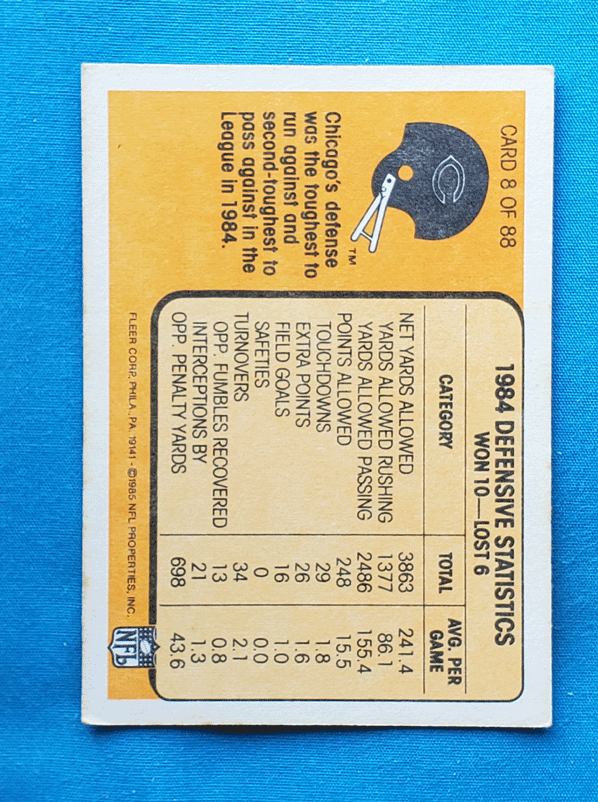 CARD 8 OF 88
C
TM
Chicago's defense
was the toughest to
run against and
second-toughest to
pass against in the
League in 1984.
1984 DEFENSIVE STATISTICS
WON 10—LOST 6
CATEGORY TOTAL AVG. PER GAME
NET YARDS ALLOWED 3863 241.4
YARDS ALLOWED RUSHING 1377 86.1
YARDS ALLOWED PASSING 2486 155.4
POINTS ALLOWED 248 15.5
TOUCHDOWNS 29 1.8
EXTRA POINTS 26 1.6
FIELD GOALS 16 1.0
SAFETIES 0 0.0
TURNOVERS 34 2.1
OPP. FUMBLES RECOVERED 13 0.8
INTERCEPTIONS BY 21 1.3
OPP. PENALTY YARDS 698 43.6
FLEER CORP. PHILA., PA. 19141 - ©1985 NFL PROPERTIES, INC.
NFL